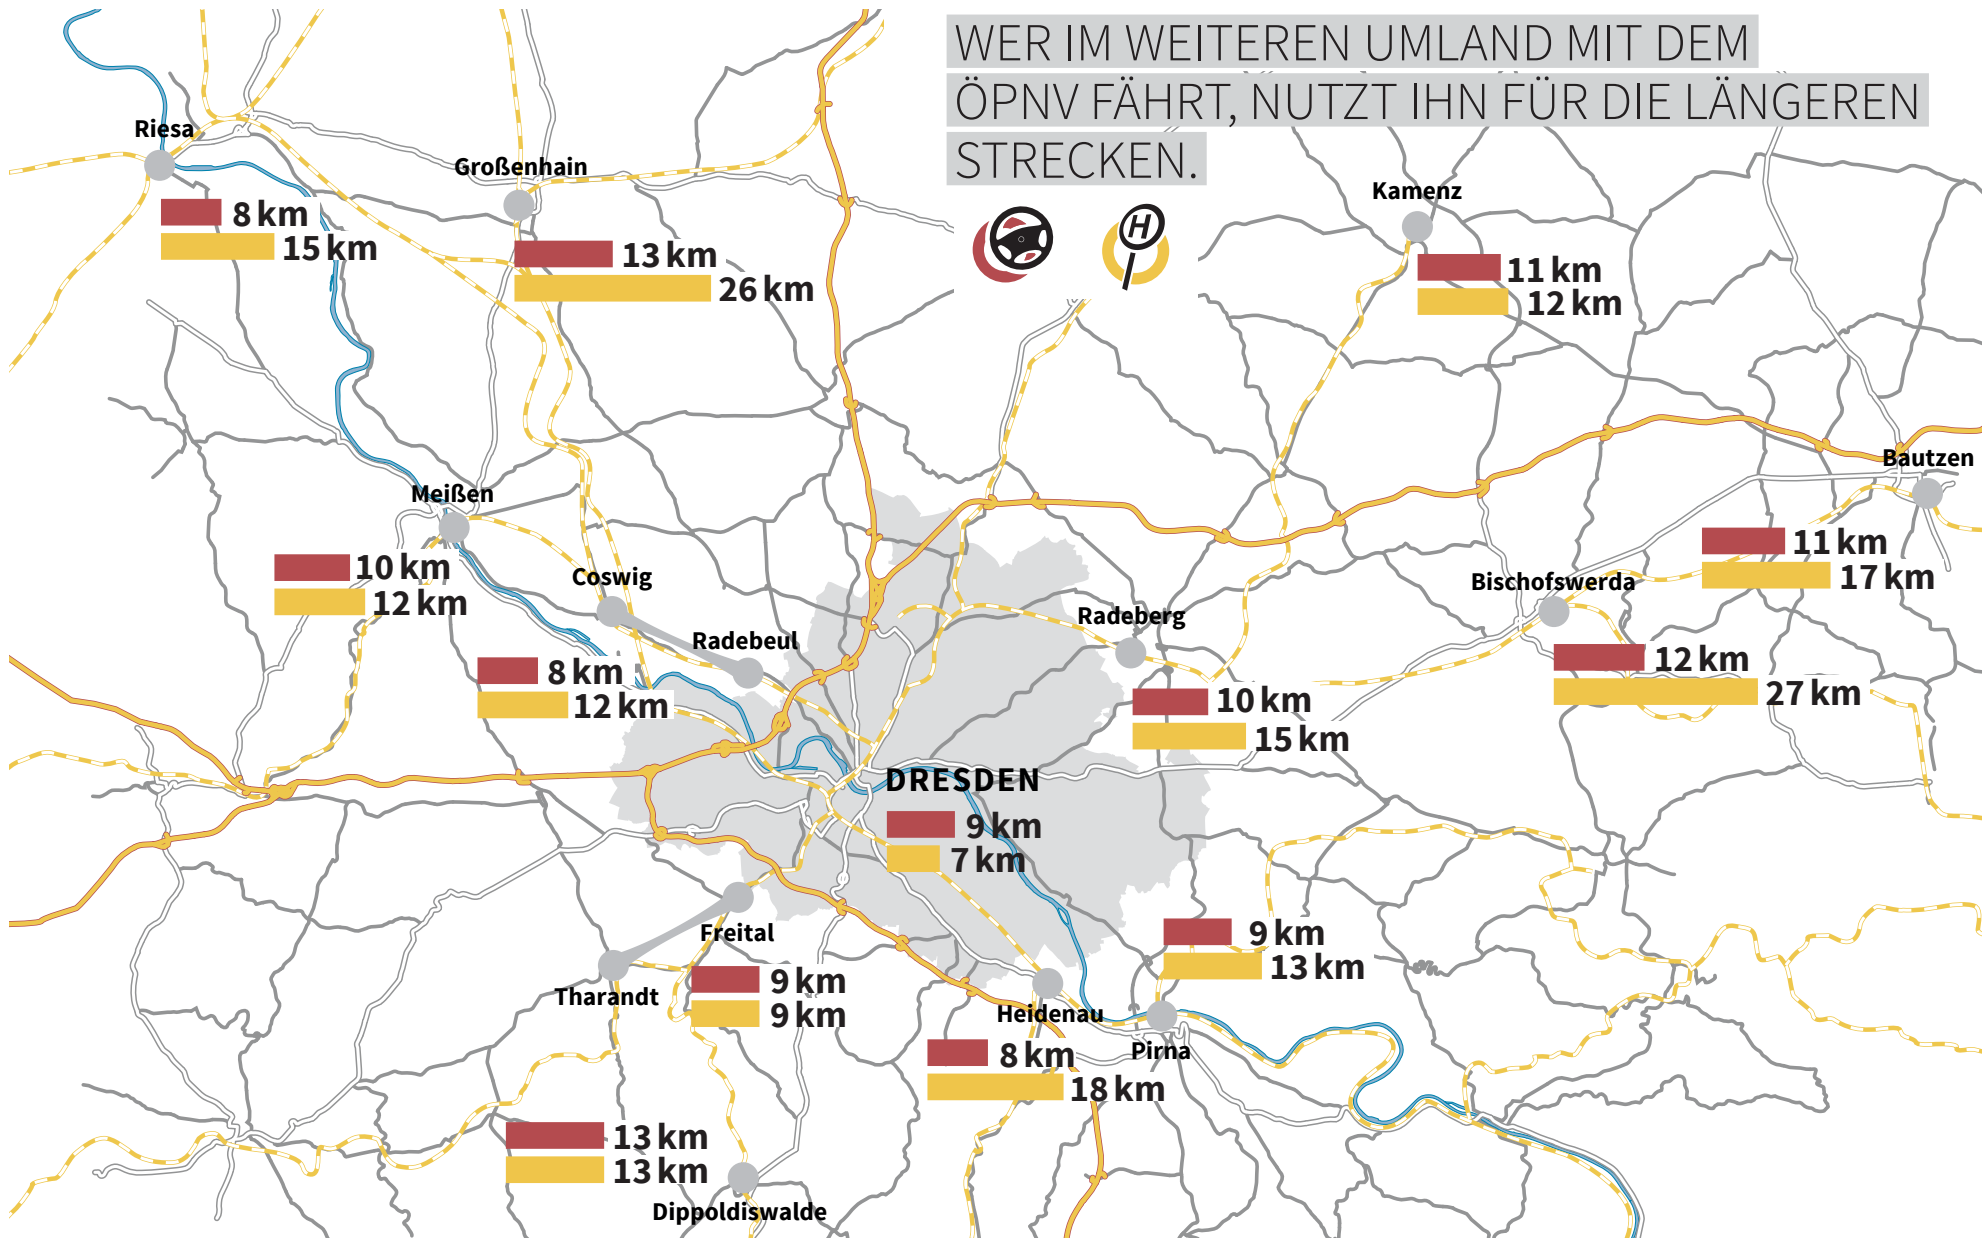 WER IM WEITEREN UMLAND MIT DEM
ÖPNV FÄHRT, NUTZT IHN FÜR DIE LÄNGEREN
STRECKEN.
H
Riesa
8 km
15 km
Großenhain
13 km
26 km
Kamenz
11 km
12 km
Meißen
10 km
12 km
Bautzen
11 km
17 km
Coswig
Radebeul
8 km
12 km
Radeberg
10 km
15 km
Bischofswerda
12 km
27 km
DRESDEN
9 km
7 km
Freital
Tharandt
9 km
9 km
Heidenau
8 km
18 km
Pirna
9 km
13 km
Dippoldiswalde
13 km
13 km